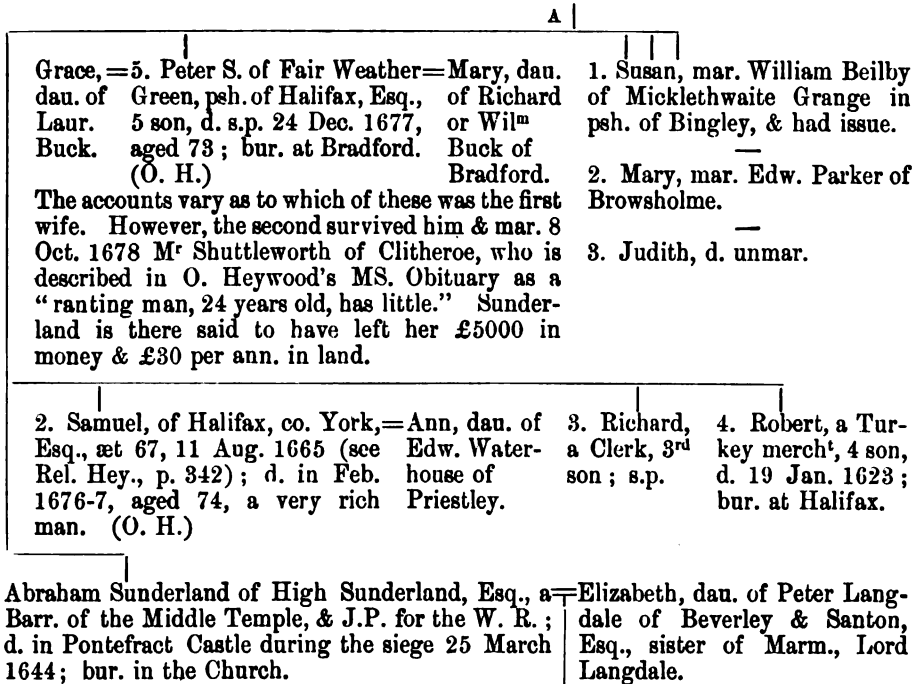 A
Grace,=5. Peter S. of Fair Weather=Mary, dau.
dau. of Green, psh. of Halifax, Esq., of Richard
Laur. 5 son, d. s.p. 24 Dec. 1677, or Wilᵐ
Buck. aged 73 ; bur. at Bradford. Buck of
(O. H.) Bradford.
The accounts vary as to which of these was the first
wife. However, the second survived him & mar. 8
Oct. 1678 Mʳ Shuttleworth of Clitheroe, who is
described in O. Heywood's MS. Obituary as a
“ ranting man, 24 years old, has little.” Sunder-
land is there said to have left her £5000 in
money & £30 per ann. in land.
1. Susan, mar. William Beilby
of Micklethwaite Grange in
psh. of Bingley, & had issue.
2. Mary, mar. Edw. Parker of
Browsholme.
3. Judith, d. unmar.
2. Samuel, of Halifax, co. York,=Ann, dau. of
Esq., æt 67, 11 Aug. 1665 (see Edw. Water-
Rel. Hey., p. 342) ; d. in Feb. house of
1676-7, aged 74, a very rich Priestley.
man. (O. H.)
3. Richard,
a Clerk, 3ʳᵈ
son ; s.p.
4. Robert, a Tur-
key merchᵗ, 4 son,
d. 19 Jan. 1623 ;
bur. at Halifax.
Abraham Sunderland of High Sunderland, Esq., a=Elizabeth, dau. of Peter Lang-
Barr. of the Middle Temple, & J.P. for the W. R. ; dale of Beverley & Santon,
d. in Pontefract Castle during the siege 25 March Esq., sister of Marm., Lord
1644 ; bur. in the Church. Langdale.